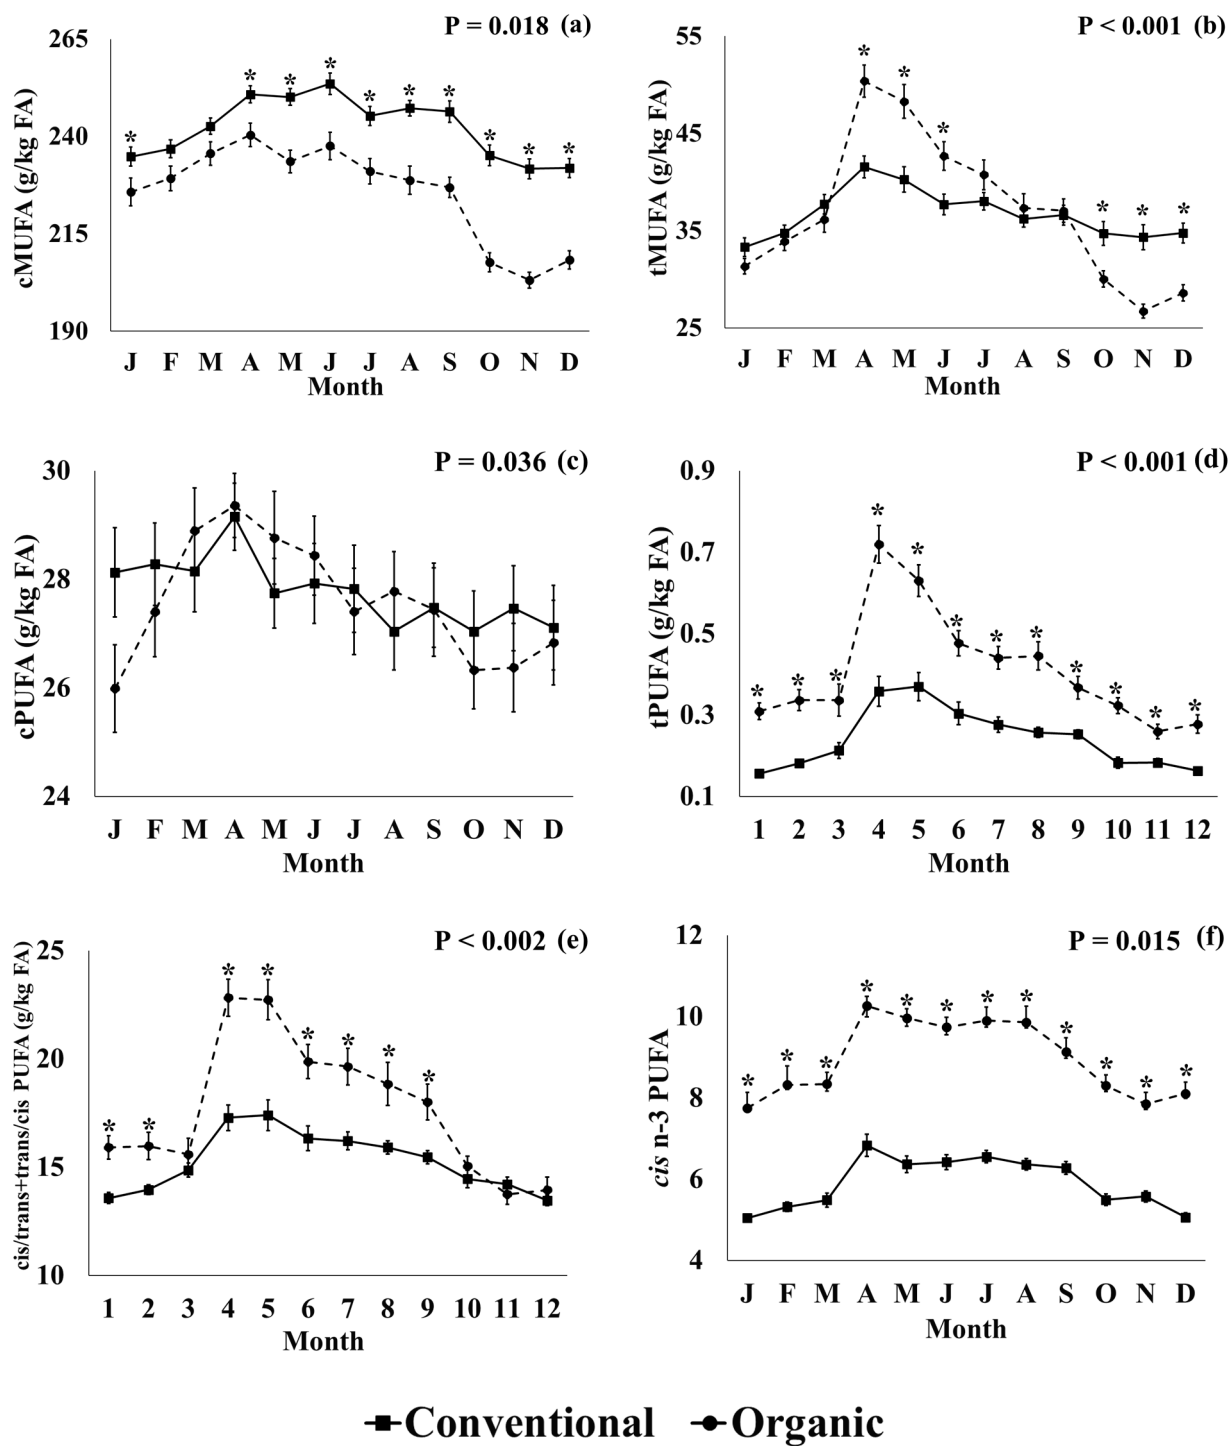 P = 0.018 (a)
cMUFA (g/kg FA)
265
240
215
190
* * * * * * * * * *
J F M A M J J A S O N D
Month
P < 0.001 (b)
tMUFA (g/kg FA)
55
45
35
25
* * * * * *
J F M A M J J A S O N D
Month
P = 0.036 (c)
cPUFA (g/kg FA)
30
28
26
24
J F M A M J J A S O N D
Month
P < 0.001 (d)
tPUFA (g/kg FA)
0.9
0.7
0.5
0.3
0.1
* * * * * * * * * * * *
1 2 3 4 5 6 7 8 9 10 11 12
Month
P < 0.002 (e)
cis/trans+trans/cis PUFA (g/kg FA)
25
20
15
10
* * * * * * * *
1 2 3 4 5 6 7 8 9 10 11 12
Month
P = 0.015 (f)
cis n-3 PUFA
12
10
8
6
4
* * * * * * * * * * * *
J F M A M J J A S O N D
Month
Conventional Organic